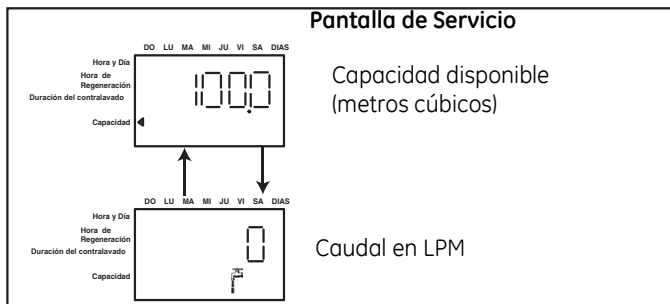 Pantalla de Servicio
DO LU MA MI JU VI SA DIAS
Hora y Día
Hora de
Regeneración
Duración del contralavado
Capacidad
100.0
Capacidad disponible
(metros cúbicos)
DO LU MA MI JU VI SA DIAS
Hora y Día
Hora de
Regeneración
Duración del contralavado
Capacidad
0
Caudal en LPM